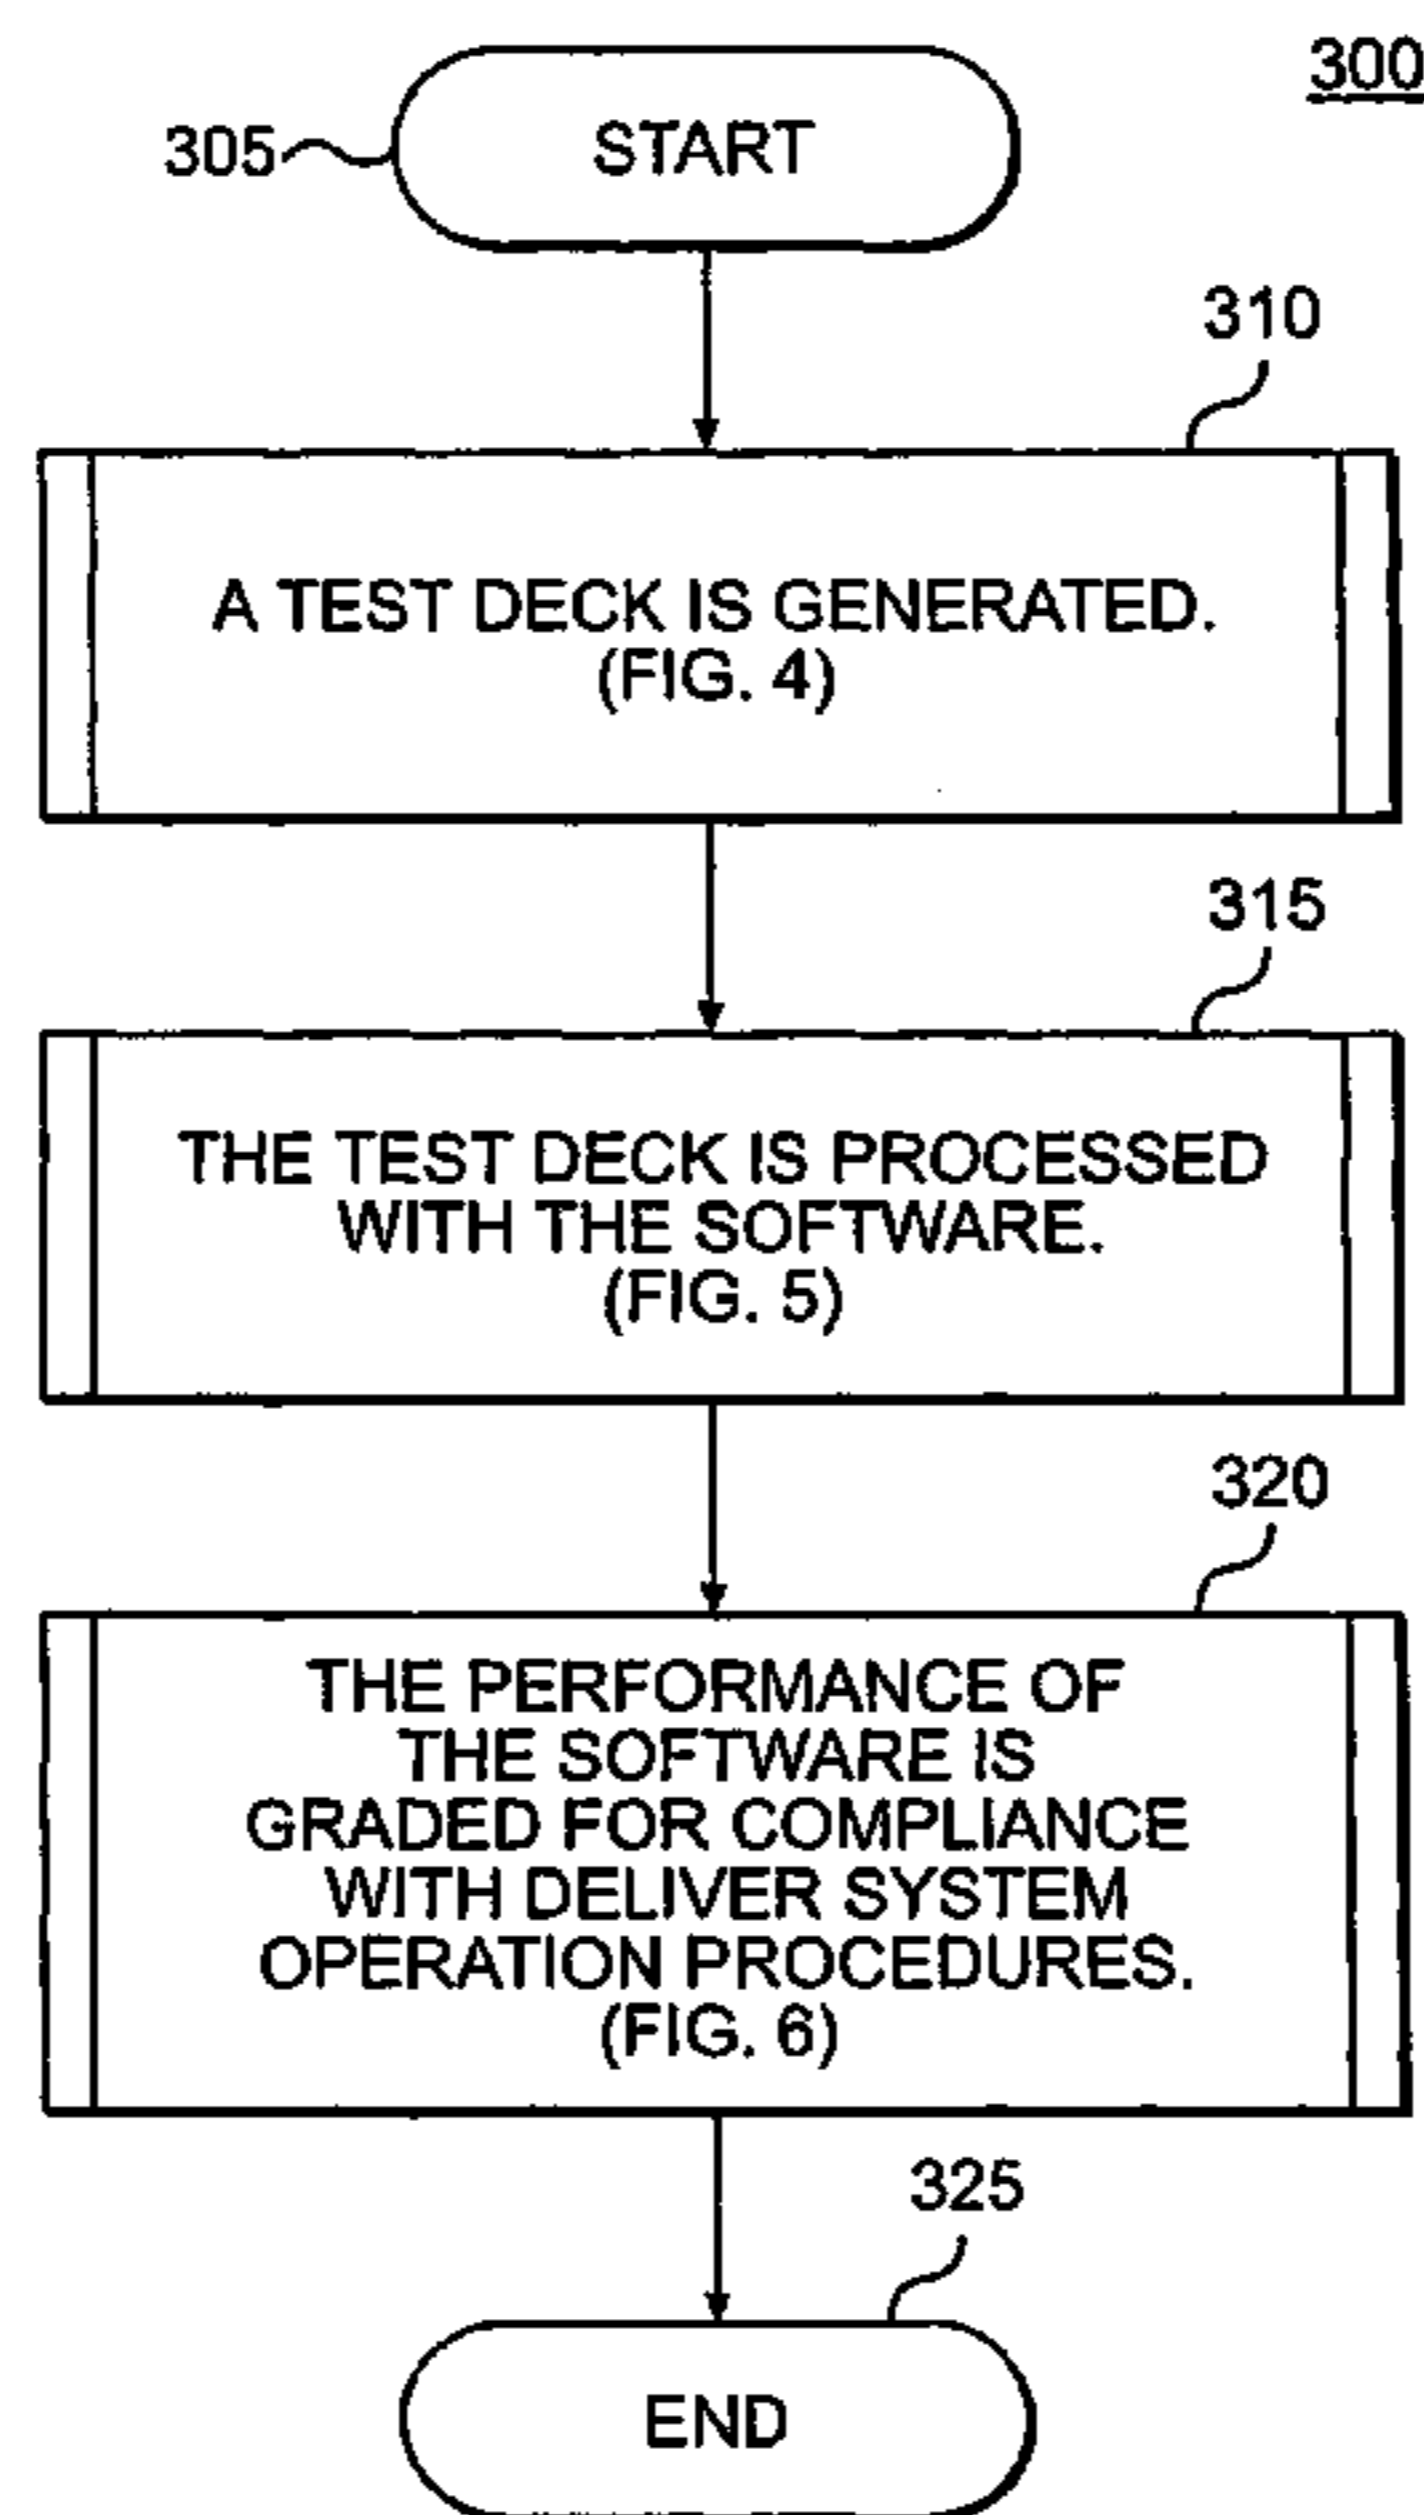 300
305
START
310
A TEST DECK IS GENERATED.
(FIG. 4)
315
THE TEST DECK IS PROCESSED
WITH THE SOFTWARE.
(FIG. 5)
320
THE PERFORMANCE OF
THE SOFTWARE IS
GRADED FOR COMPLIANCE
WITH DELIVER SYSTEM
OPERATION PROCEDURES.
(FIG. 6)
325
END